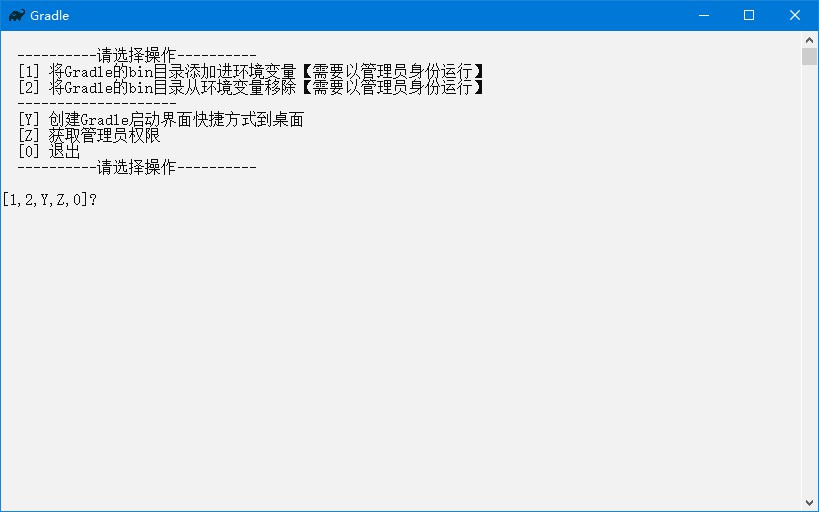 Gradle
----------请选择操作----------
[1] 将Gradle的bin目录添加进环境变量【需要以管理员身份运行】
[2] 将Gradle的bin目录从环境变量移除【需要以管理员身份运行】
--------------------
[Y] 创建Gradle启动界面快捷方式到桌面
[Z] 获取管理员权限
[0] 退出
----------请选择操作----------
[1,2,Y,Z,0]?